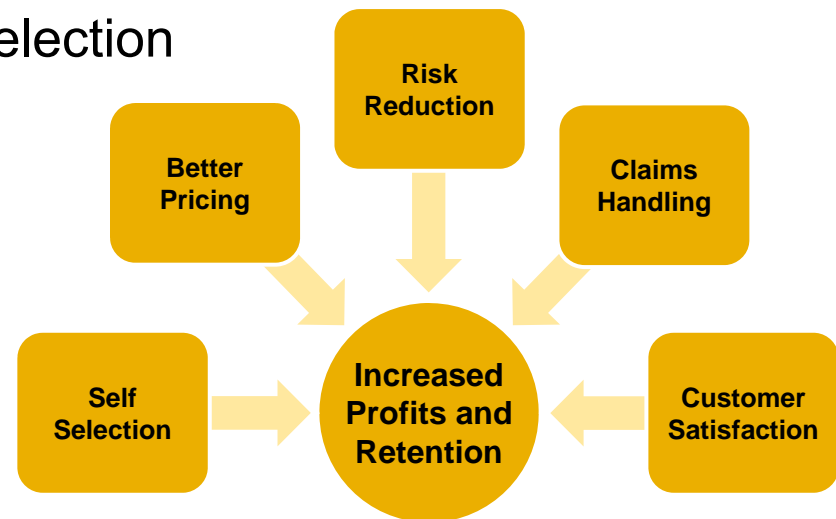 election
Risk
Reduction
Better
Pricing
Claims
Handling
Self
Selection
Increased
Profits and
Retention
Customer
Satisfaction